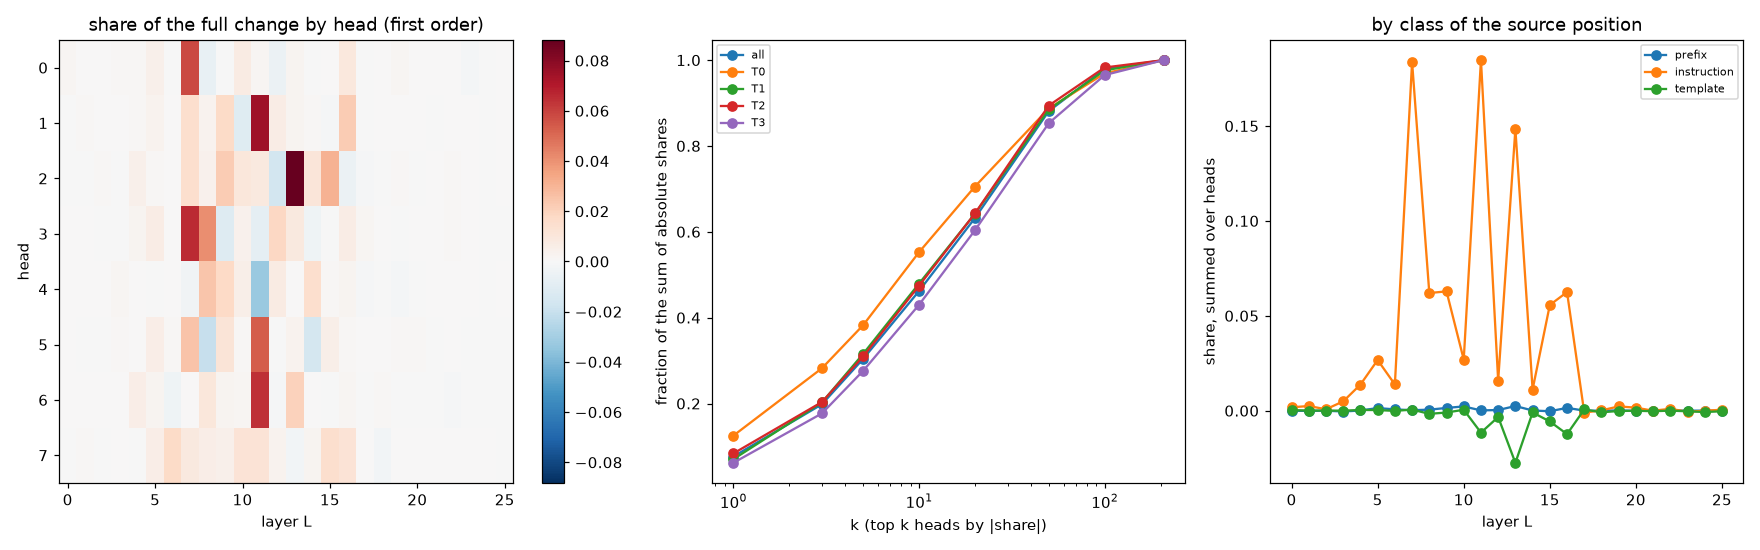 share of the full change by head (first order)
head
0
1
2
3
4
5
6
7
0
5
10
15
20
25
layer L
0.08
0.06
0.04
0.02
0.00
−0.02
−0.04
−0.06
−0.08
fraction of the sum of absolute shares
1.0
0.8
0.6
0.4
0.2
all
T0
T1
T2
T3
10⁰
10¹
10²
k (top k heads by |share|)
by class of the source position
share, summed over heads
0.15
0.10
0.05
0.00
prefix
instruction
template
0
5
10
15
20
25
layer L